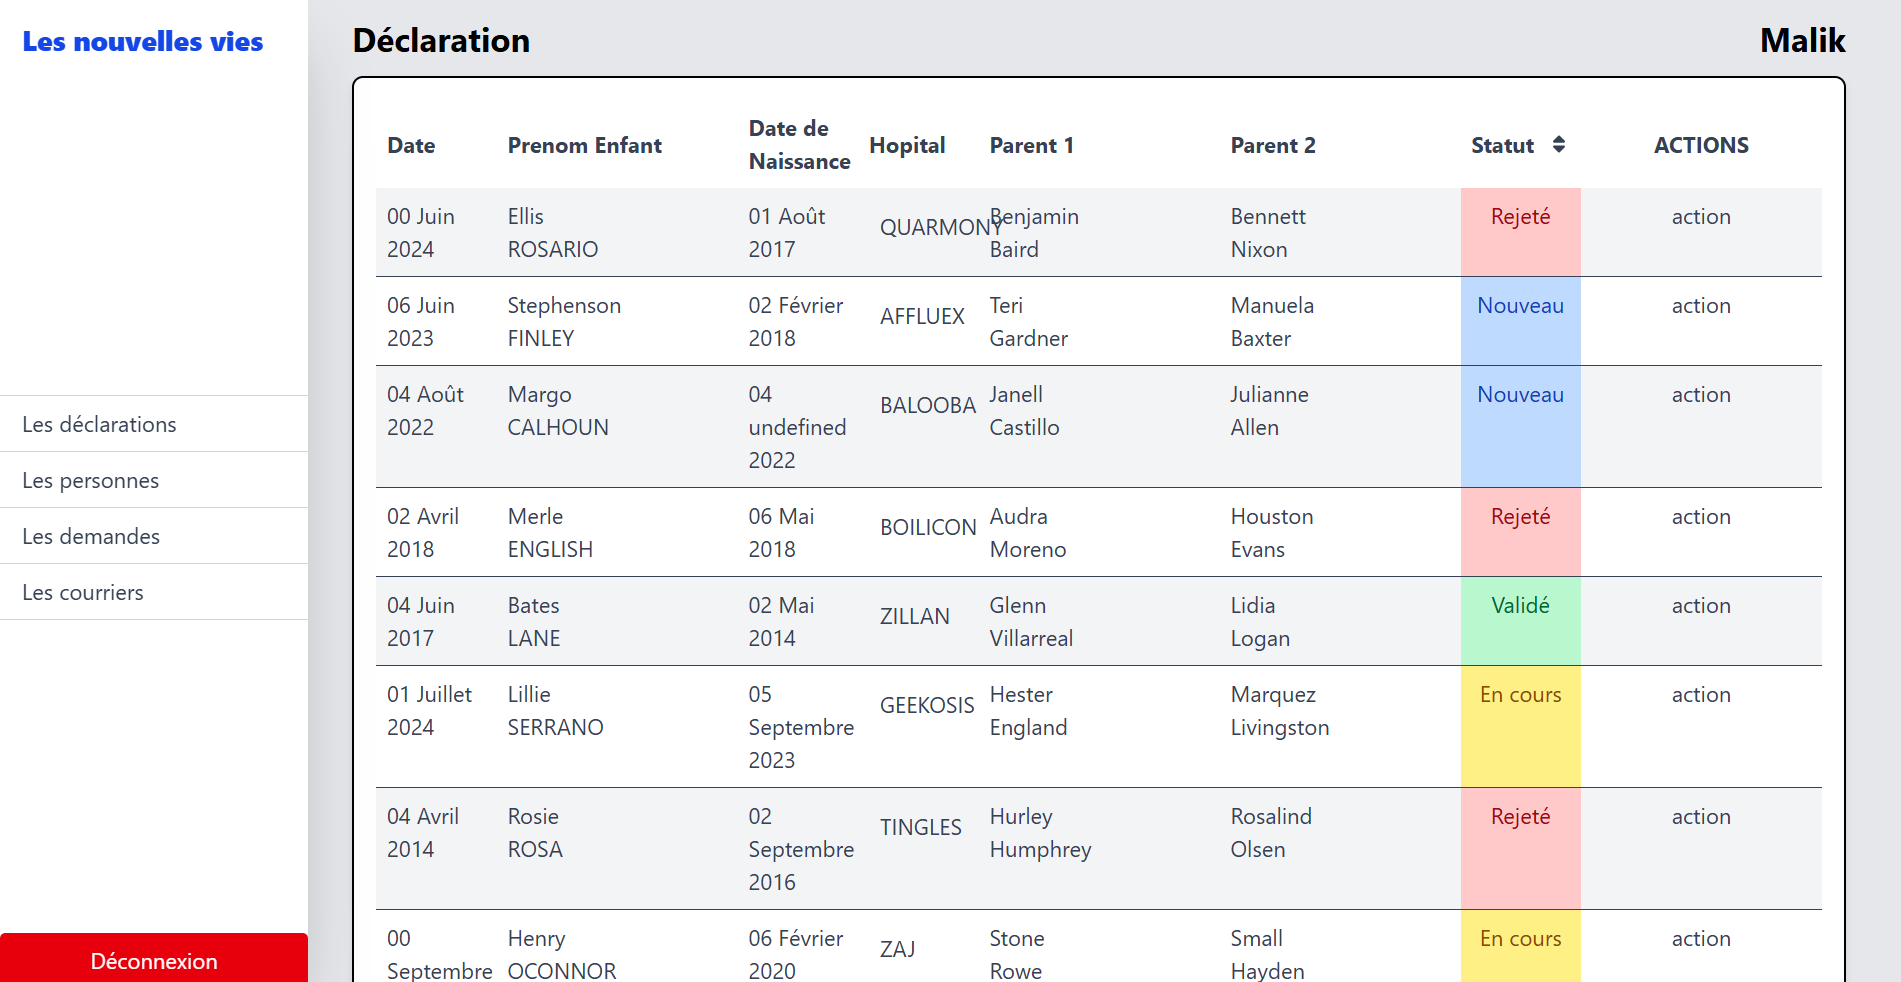 Les nouvelles vies
Les déclarations
Les personnes
Les demandes
Les courriers
Déconnexion
Déclaration
Malik
Date Prenom Enfant Date de Naissance Hopital Parent 1 Parent 2 Statut ACTIONS
00 Juin 2024 Ellis ROSARIO 01 Août 2017 QUARMONY Benjamin Baird Bennett Nixon Rejeté action
06 Juin 2023 Stephenson FINLEY 02 Février 2018 AFFLUEX Teri Gardner Manuela Baxter Nouveau action
04 Août 2022 Margo CALHOUN 04 undefined 2022 BALOOBA Janell Castillo Julianne Allen Nouveau action
02 Avril 2018 Merle ENGLISH 06 Mai 2018 BOILICON Audra Moreno Houston Evans Rejeté action
04 Juin 2017 Bates LANE 02 Mai 2014 ZILLAN Glenn Villarreal Lidia Logan Validé action
01 Juillet 2024 Lillie SERRANO 05 Septembre 2023 GEEKOSIS Hester England Marquez Livingston En cours action
04 Avril 2014 Rosie ROSA 02 Septembre 2016 TINGLES Hurley Humphrey Rosalind Olsen Rejeté action
00 Septembre Henry OCONNOR 06 Février 2020 ZAJ Stone Rowe Small Hayden En cours action